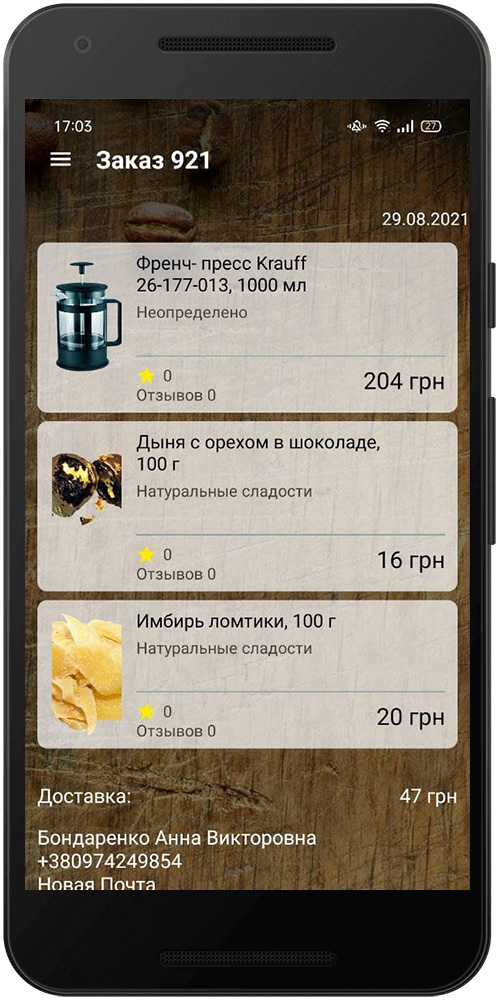 17:03
27
Заказ 921
29.08.2021
Френч- пресс Krauff
26-177-013, 1000 мл
Неопределено
0
Отзывов 0
204 грн
Дыня с орехом в шоколаде,
100 г
Натуральные сладости
0
Отзывов 0
16 грн
Имбирь ломтики, 100 г
Натуральные сладости
0
Отзывов 0
20 грн
Доставка:
47 грн
Бондаренко Анна Викторовна
+380974249854
Новая Почта